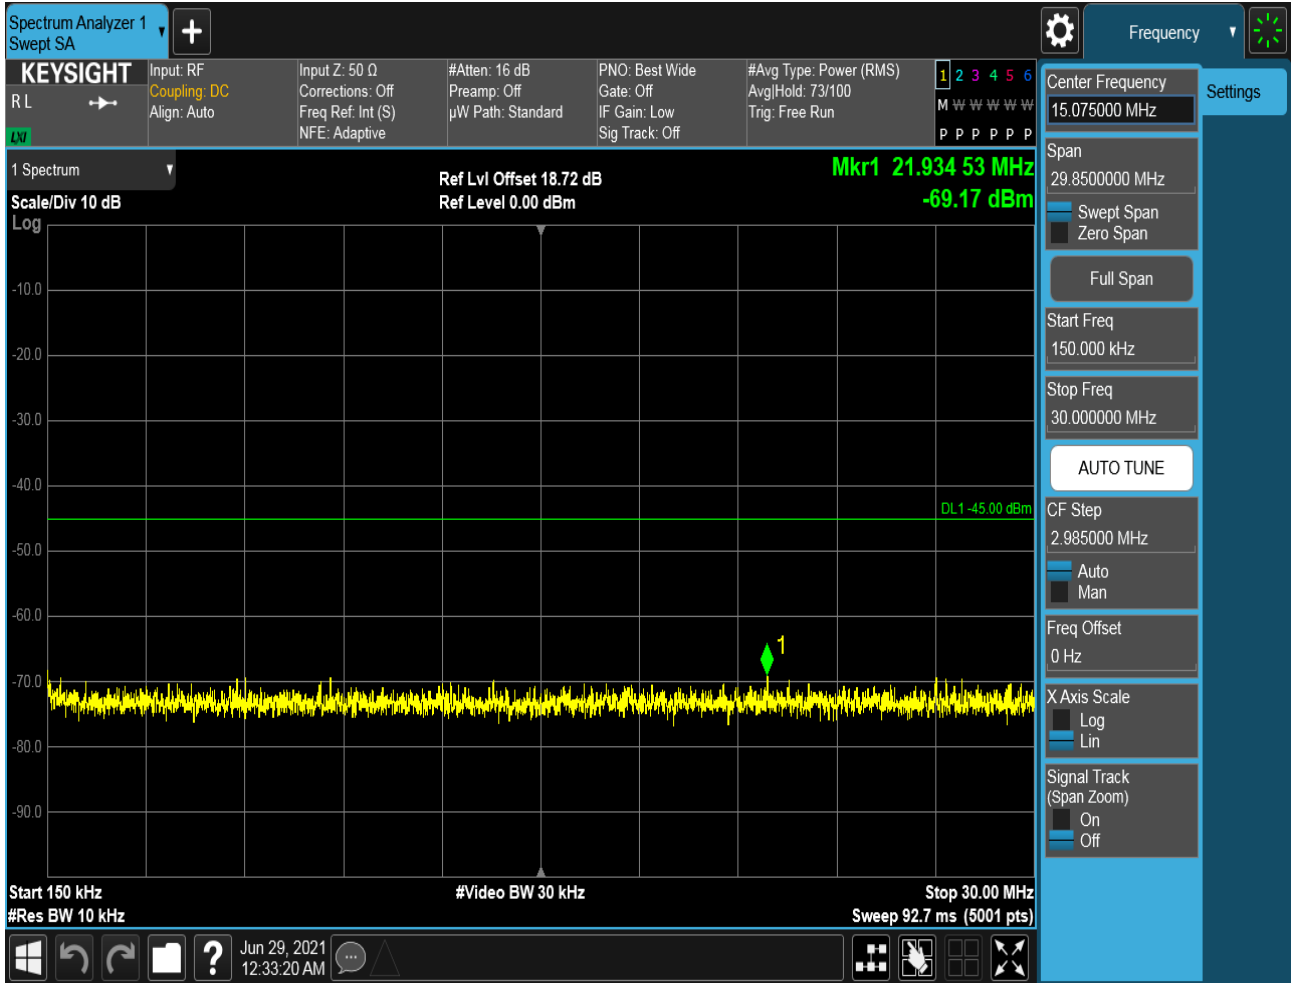 Spectrum Analyzer 1
Swept SA
Frequency
KEYSIGHT
R L
LXI
Input: RF
Coupling: DC
Align: Auto
Input Z: 50 Ω
Corrections: Off
Freq Ref: Int (S)
NFE: Adaptive
#Atten: 16 dB
Preamp: Off
µW Path: Standard
PNO: Best Wide
Gate: Off
IF Gain: Low
Sig Track: Off
#Avg Type: Power (RMS)
Avg|Hold: 73/100
Trig: Free Run
1 2 3 4 5 6
M W W W W W
P P P P P P
1 Spectrum
Scale/Div 10 dB
Log
Ref Lvl Offset 18.72 dB
Ref Level 0.00 dBm
Mkr1 21.934 53 MHz
-69.17 dBm
-10.0
-20.0
-30.0
-40.0
DL1 -45.00 dBm
-50.0
-60.0
1
-70.0
-80.0
-90.0
Start 150 kHz
#Res BW 10 kHz
#Video BW 30 kHz
Stop 30.00 MHz
Sweep 92.7 ms (5001 pts)
?
Jun 29, 2021
12:33:20 AM
Center Frequency
15.075000 MHz
Settings
Span
29.8500000 MHz
Swept Span
Zero Span
Full Span
Start Freq
150.000 kHz
Stop Freq
30.000000 MHz
AUTO TUNE
CF Step
2.985000 MHz
Auto
Man
Freq Offset
0 Hz
X Axis Scale
Log
Lin
Signal Track
(Span Zoom)
On
Off